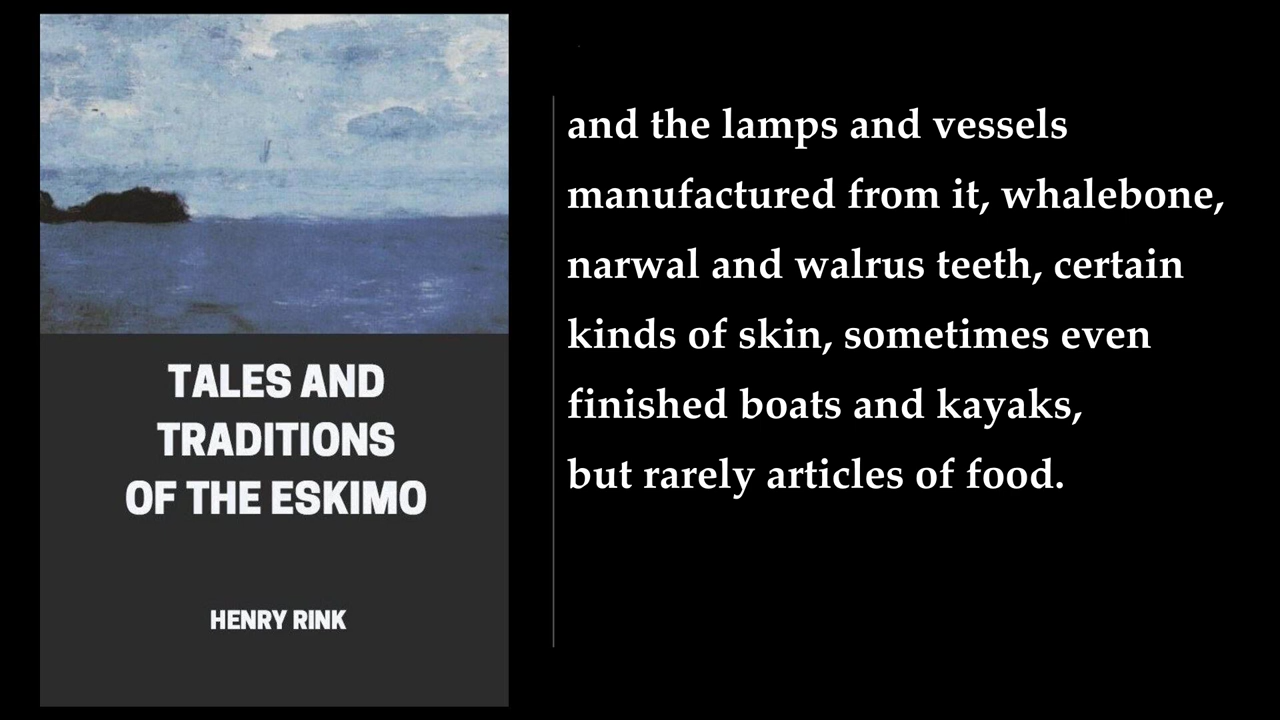 TALES AND
TRADITIONS
OF THE ESKIMO
HENRY RINK
and the lamps and vessels
manufactured from it, whalebone,
narwal and walrus teeth, certain
kinds of skin, sometimes even
finished boats and kayaks,
but rarely articles of food.